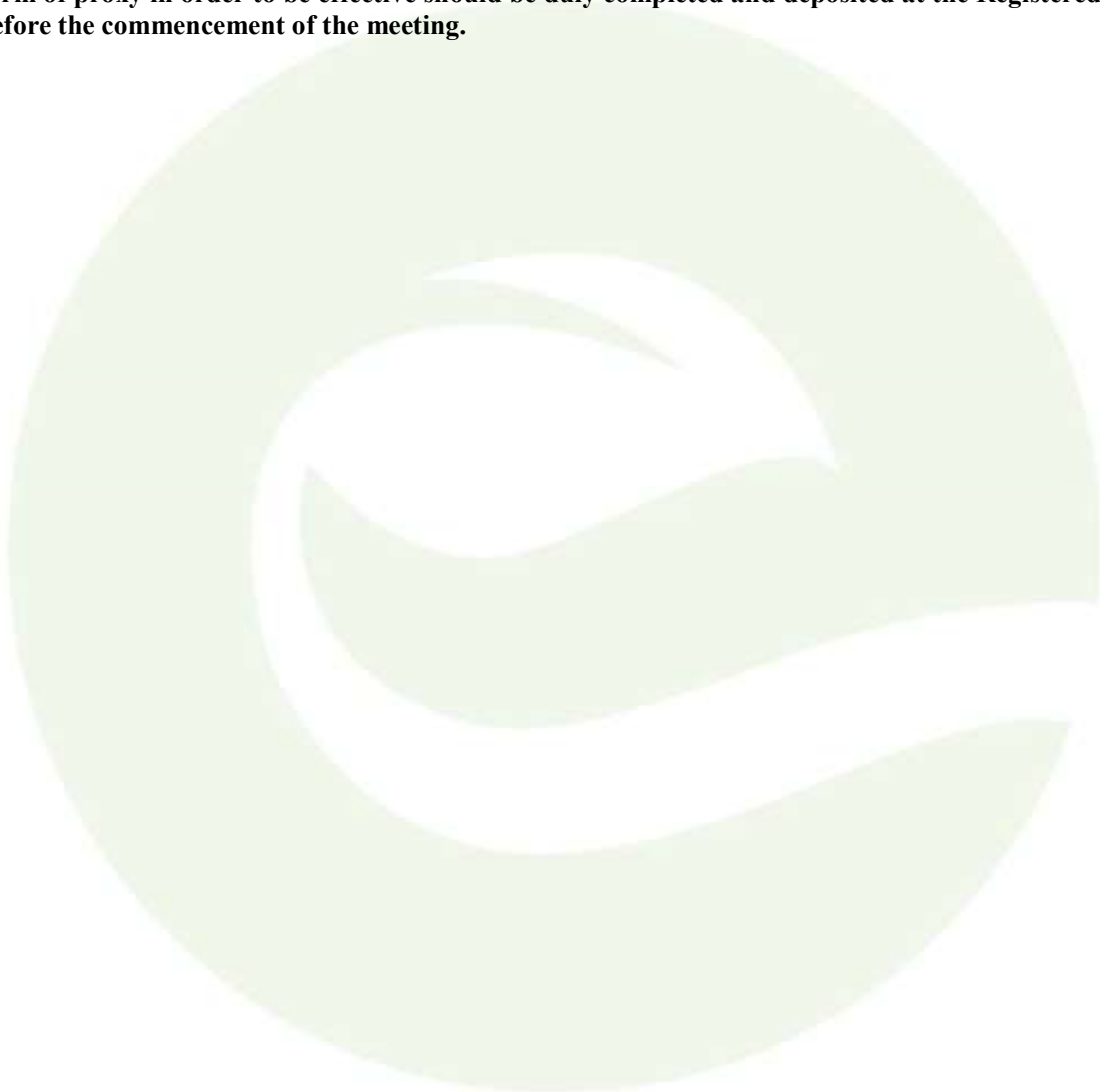 rm of proxy in order to be effective should be duly completed and deposited at the Registered
efore the commencement of the meeting.